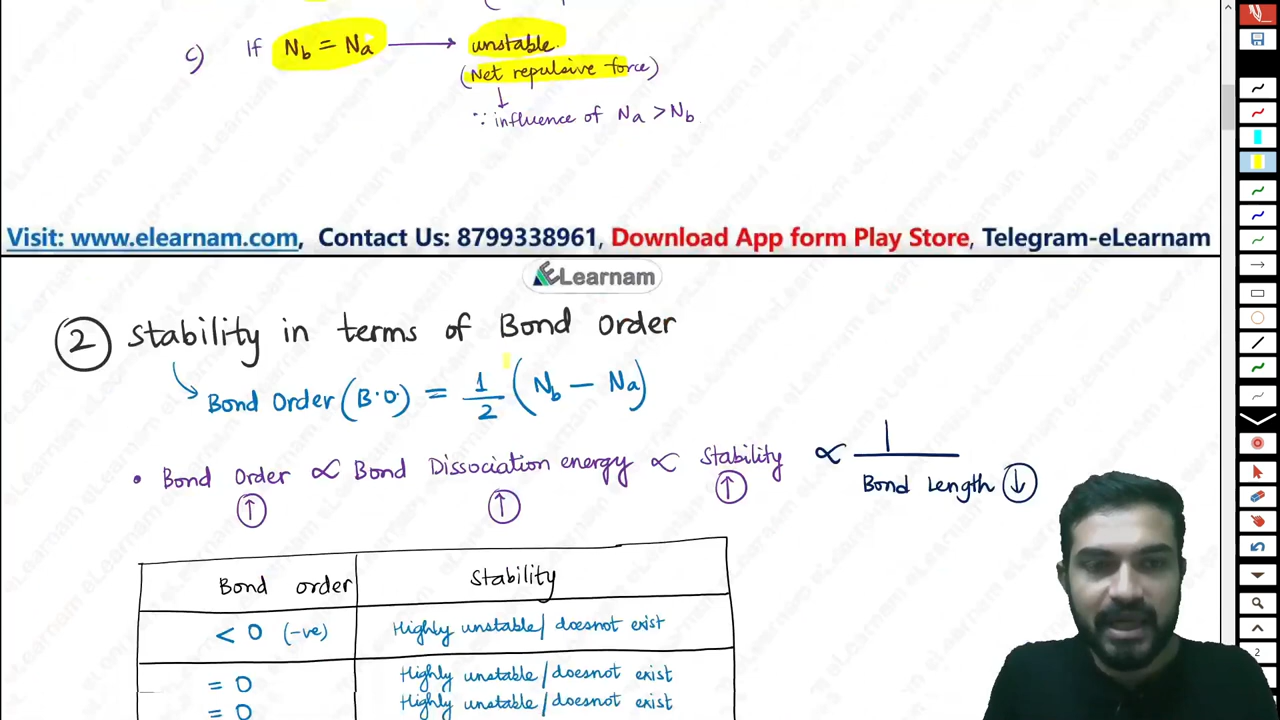 c) If Nb = Na → unstable.
(Net repulsive force)
∵ influence of Na > Nb
Visit: www.elearnam.com, Contact Us: 8799338961, Download App form Play Store, Telegram-eLearnam
ELearnam
② Stability in terms of Bond Order
Bond Order (B.O) = 1/2 (Nb − Na)
• Bond Order ∝ Bond Dissociation energy ∝ Stability ∝ 1/Bond Length ↓
↑ ↑ ↑
Bond order Stability
< 0 (-ve) Highly unstable/doesnot exist
= 0 Highly unstable/doesnot exist
= 0 Highly unstable/doesnot exist
2